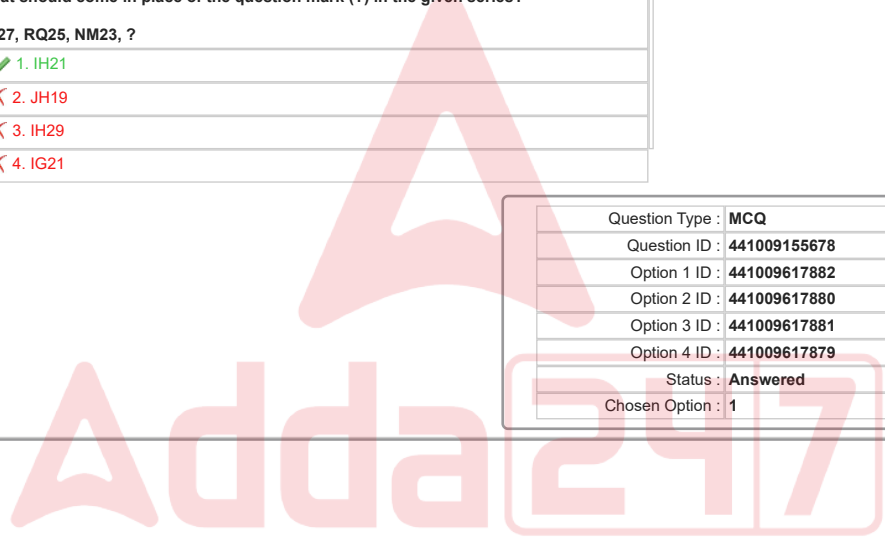 27, RQ25, NM23, ?
1. IH21
2. JH19
3. IH29
4. IG21
Question Type : MCQ
Question ID : 441009155678
Option 1 ID : 441009617882
Option 2 ID : 441009617880
Option 3 ID : 441009617881
Option 4 ID : 441009617879
Status : Answered
Chosen Option : 1
Adda247